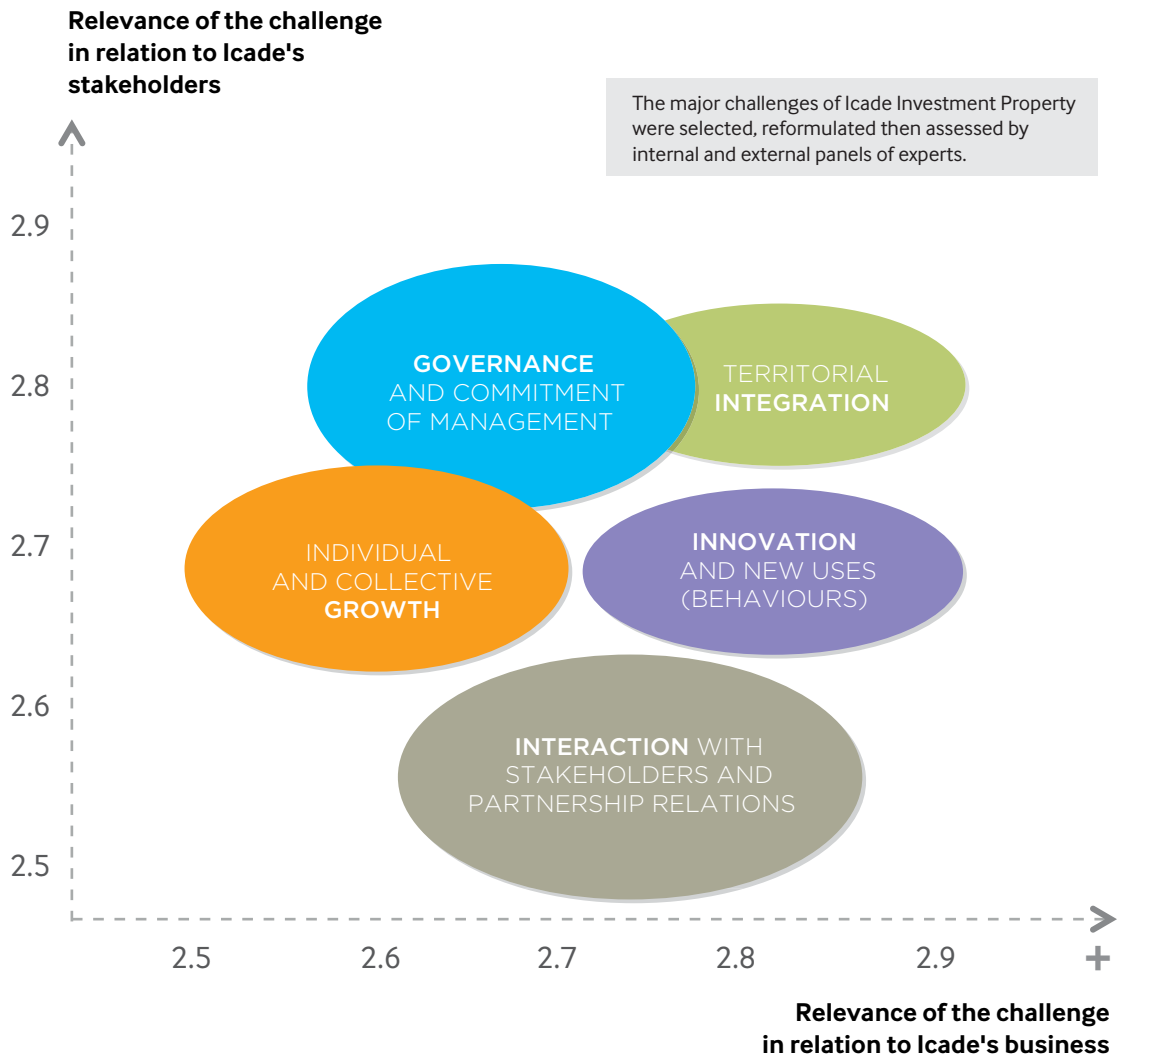 Relevance of the challenge
in relation to Icade's
stakeholders
The major challenges of Icade Investment Property
were selected, reformulated then assessed by
internal and external panels of experts.
2.9
2.8
2.7
2.6
2.5
GOVERNANCE
AND COMMITMENT
OF MANAGEMENT
TERRITORIAL
INTEGRATION
INDIVIDUAL
AND COLLECTIVE
GROWTH
INNOVATION
AND NEW USES
(BEHAVIOURS)
INTERACTION WITH
STAKEHOLDERS AND
PARTNERSHIP RELATIONS
2.5 2.6 2.7 2.8 2.9 +
Relevance of the challenge
in relation to Icade's business